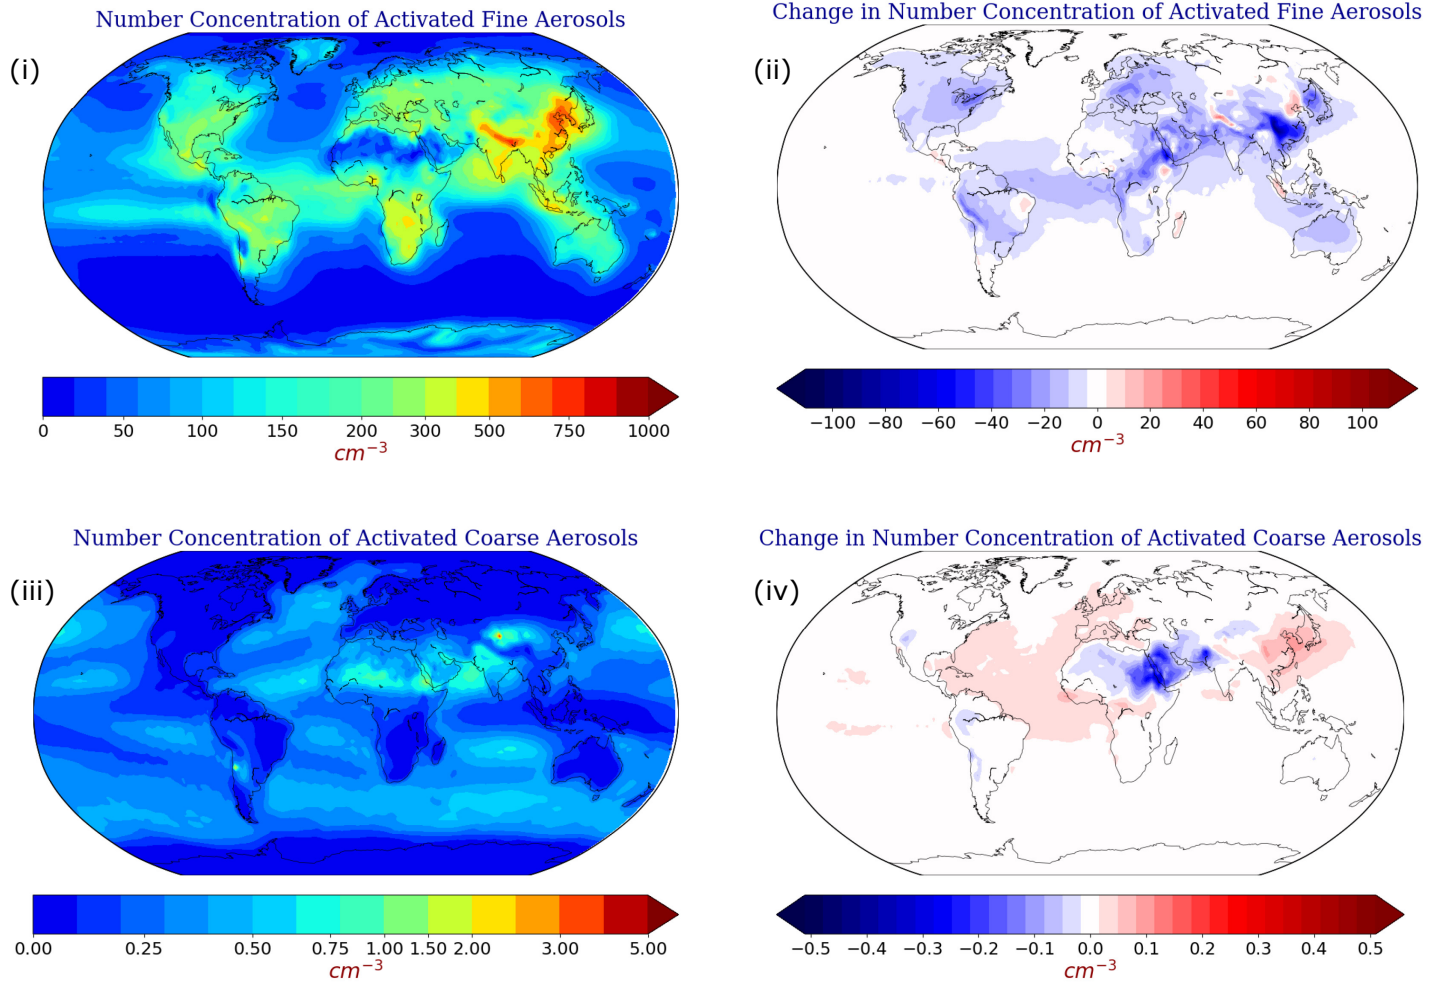 Number Concentration of Activated Fine Aerosols
(i)
0 50 100 150 200 300 500 750 1000
cm⁻³
Change in Number Concentration of Activated Fine Aerosols
(ii)
−100 −80 −60 −40 −20 0 20 40 60 80 100
cm⁻³
Number Concentration of Activated Coarse Aerosols
(iii)
0.00 0.25 0.50 0.75 1.00 1.50 2.00 3.00 5.00
cm⁻³
Change in Number Concentration of Activated Coarse Aerosols
(iv)
−0.5 −0.4 −0.3 −0.2 −0.1 0.0 0.1 0.2 0.3 0.4 0.5
cm⁻³